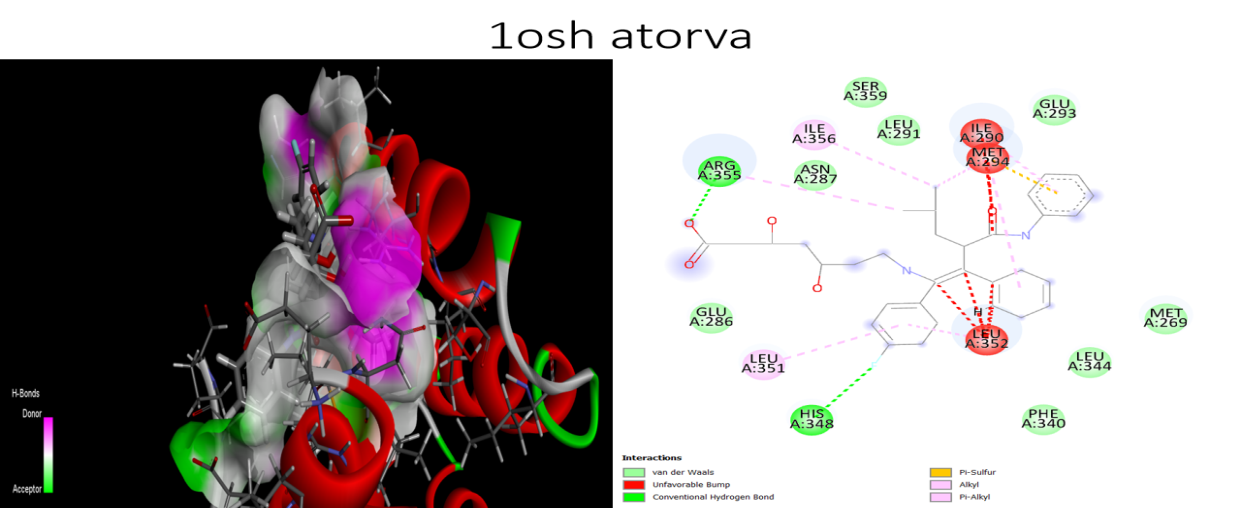 1osh atorva
H-Bonds
Donor
Acceptor
SER
A:359
GLU
A:293
ILE
A:356
LEU
A:291
ILE
A:290
MET
A:294
ARG
A:355
ASN
A:287
O
O
O
O
O
N
N
H
GLU
A:286
LEU
A:352
MET
A:269
LEU
A:351
LEU
A:344
HIS
A:348
PHE
A:340
Interactions
van der Waals
Unfavorable Bump
Conventional Hydrogen Bond
Pi-Sulfur
Alkyl
Pi-Alkyl